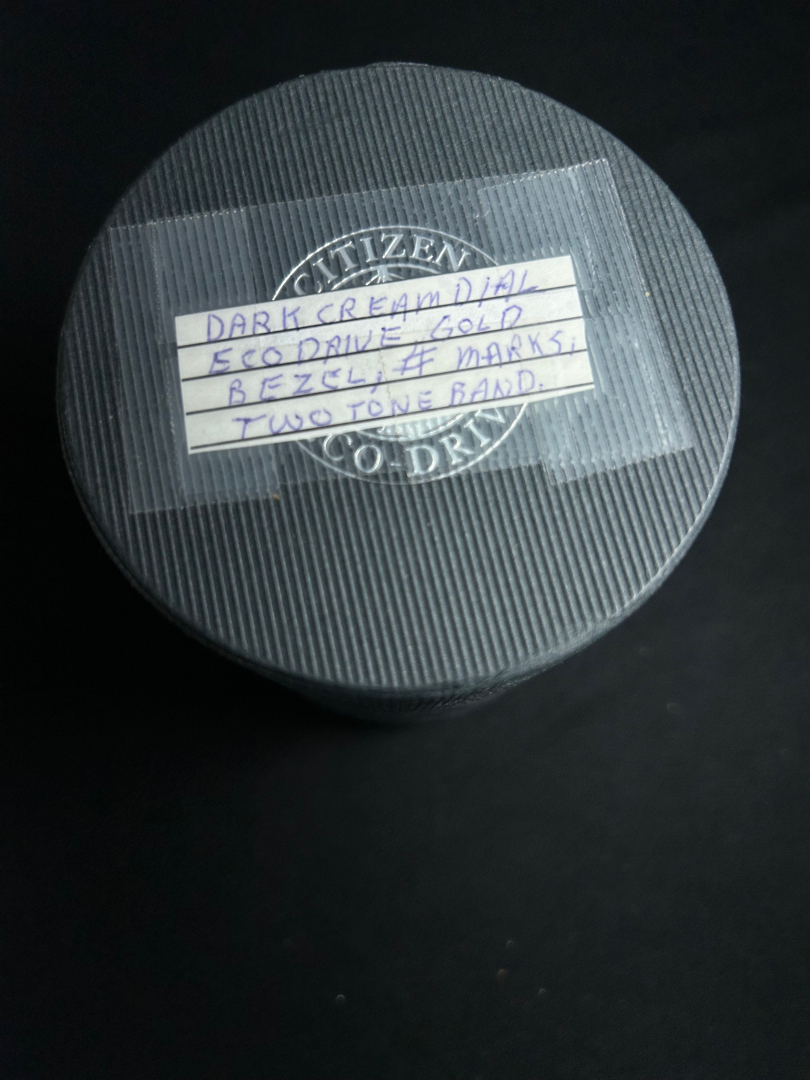 CITIZEN
DARK CREAM DIAL
ECO DRIVE, GOLD
BEZEL, # MARKS,
TWO TONE BAND.
CO-DRIV